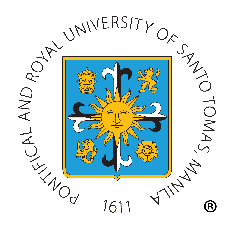 PONTIFICAL AND ROYAL UNIVERSITY OF SANTO TOMAS, MANILA
1611
®